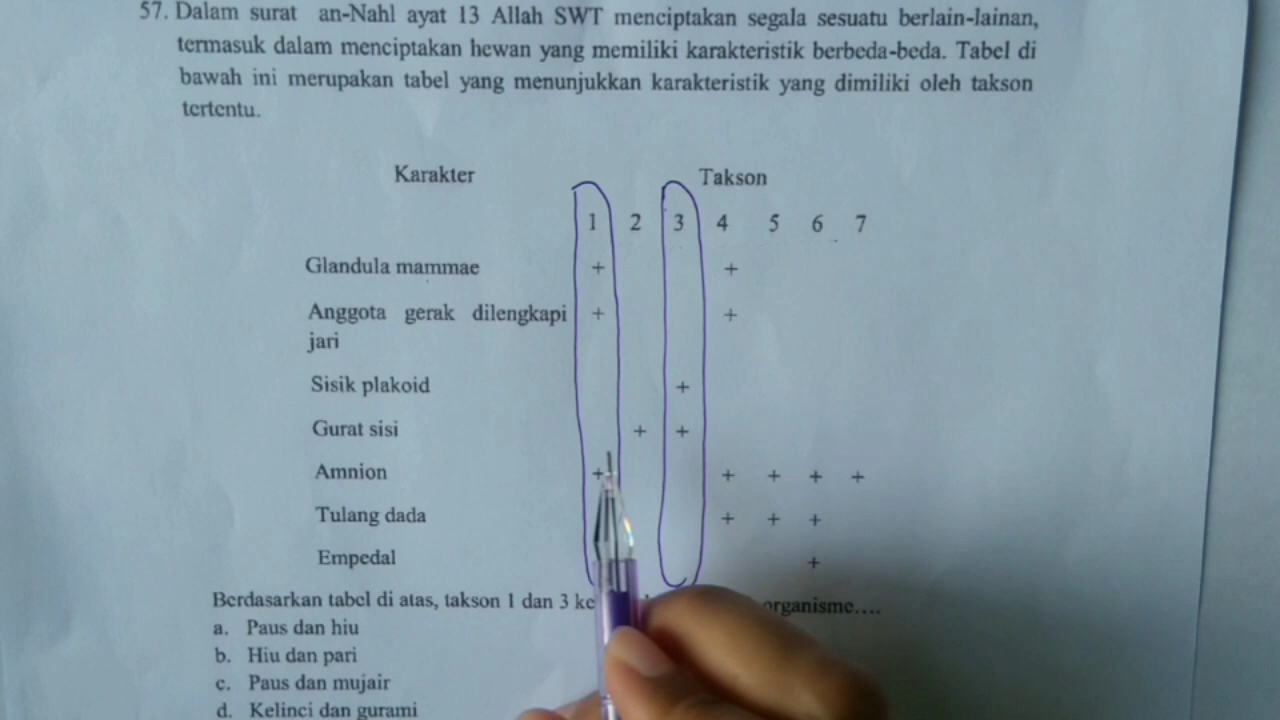 57. Dalam surat an-Nahl ayat 13 Allah SWT menciptakan segala sesuatu berlain-lainan,
termasuk dalam menciptakan hewan yang memiliki karakteristik berbeda-beda. Tabel di
bawah ini merupakan tabel yang menunjukkan karakteristik yang dimiliki oleh takson
tertentu.
Karakter Takson
1 2 3 4 5 6 7
Glandula mammae + +
Anggota gerak dilengkapi + +
jari
Sisik plakoid +
Gurat sisi + +
Amnion + + + + +
Tulang dada + + +
Empedal +
Berdasarkan tabel di atas, takson 1 dan 3 organisme....
a. Paus dan hiu
b. Hiu dan pari
c. Paus dan mujair
d. Kelinci dan gurami